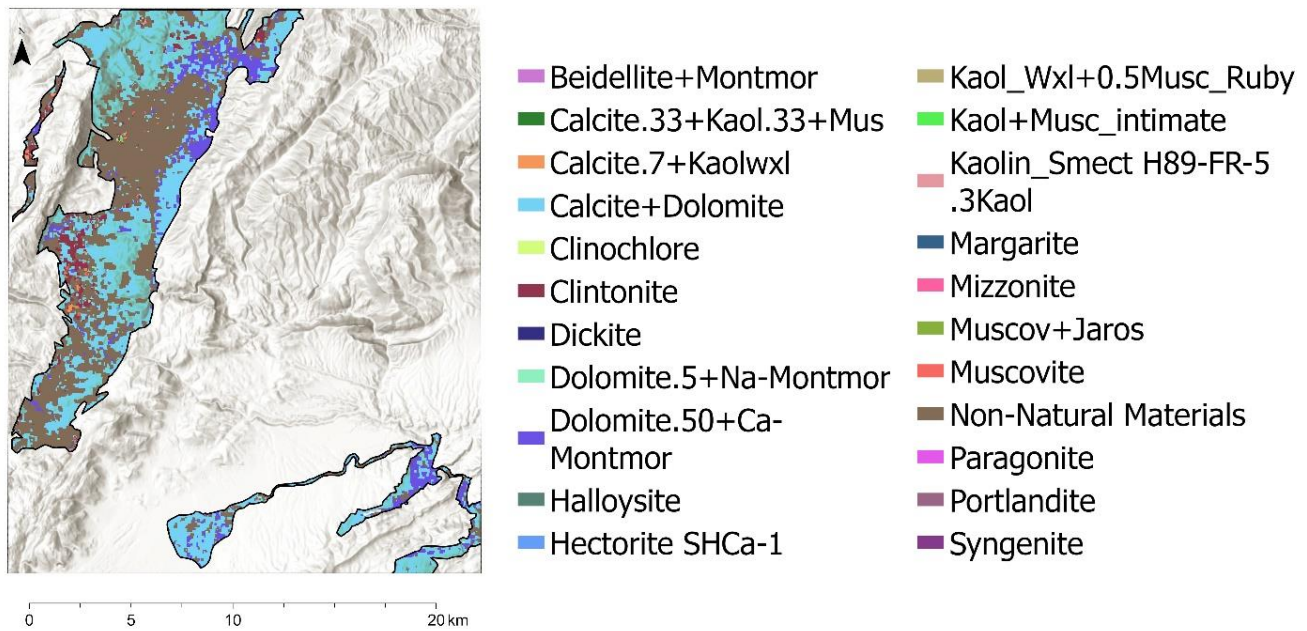 Beidellite+Montmor
Calcite.33+Kaol.33+Mus
Calcite.7+Kaolwxl
Calcite+Dolomite
Clinochlore
Clintonite
Dickite
Dolomite.5+Na-Montmor
Dolomite.50+Ca-
Montmor
Halloysite
Hectorite SHCa-1
Kaol_Wxl+0.5Musc_Ruby
Kaol+Musc_intimate
Kaolin_Smect H89-FR-5
.3Kaol
Margarite
Mizzonite
Muscov+Jaros
Muscovite
Non-Natural Materials
Paragonite
Portlandite
Syngenite
0 5 10 20 km